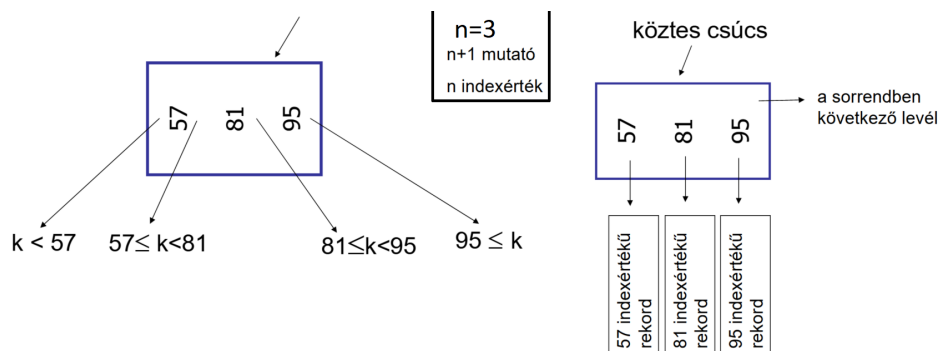 n=3
n+1 mutató
n indexérték
57
81
95
k < 57
57≤ k<81
81≤k<95
95 ≤ k
köztes csúcs
57
81
95
a sorrendben
következő levél
57 indexértékű
rekord
81 indexértékű
rekord
95 indexértékű
rekord